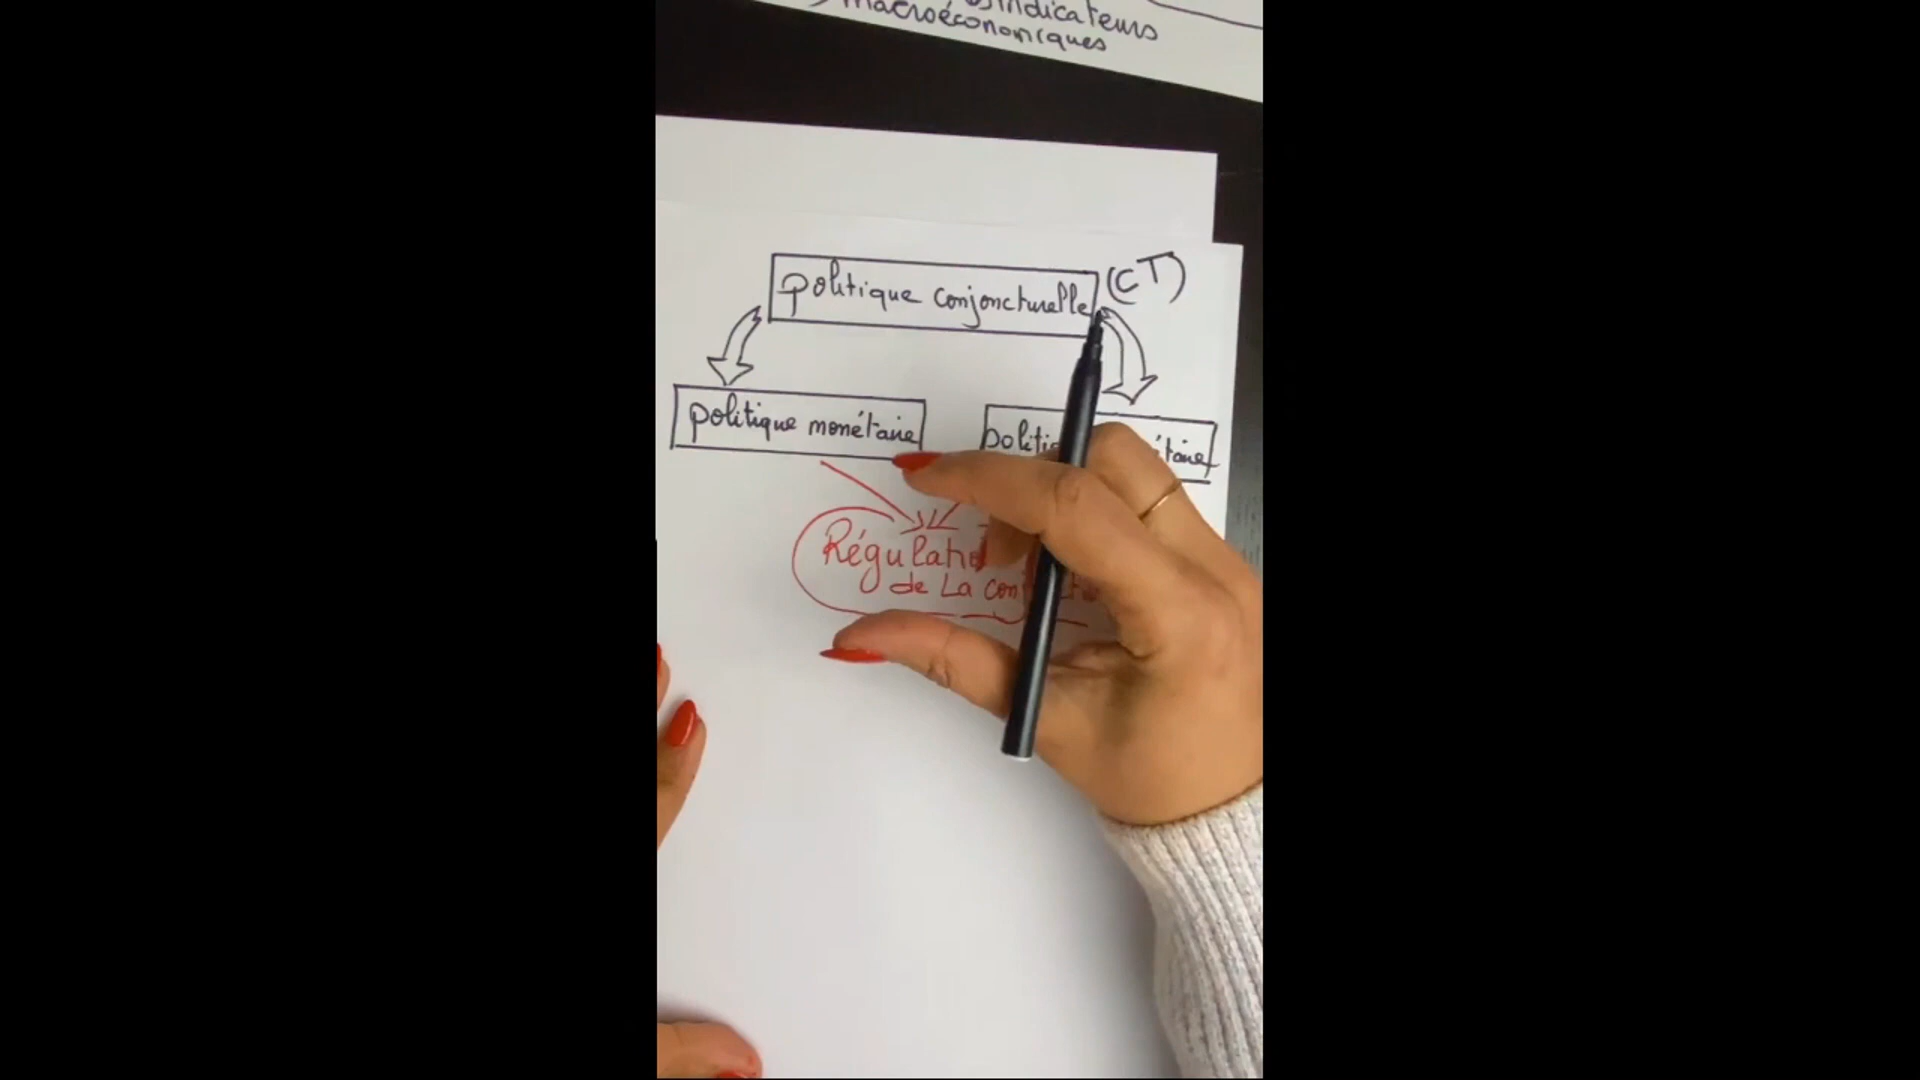 indicateurs
macroéconomiques
politique conjoncturelle (CT)
politique monétaire
Régulation
de La